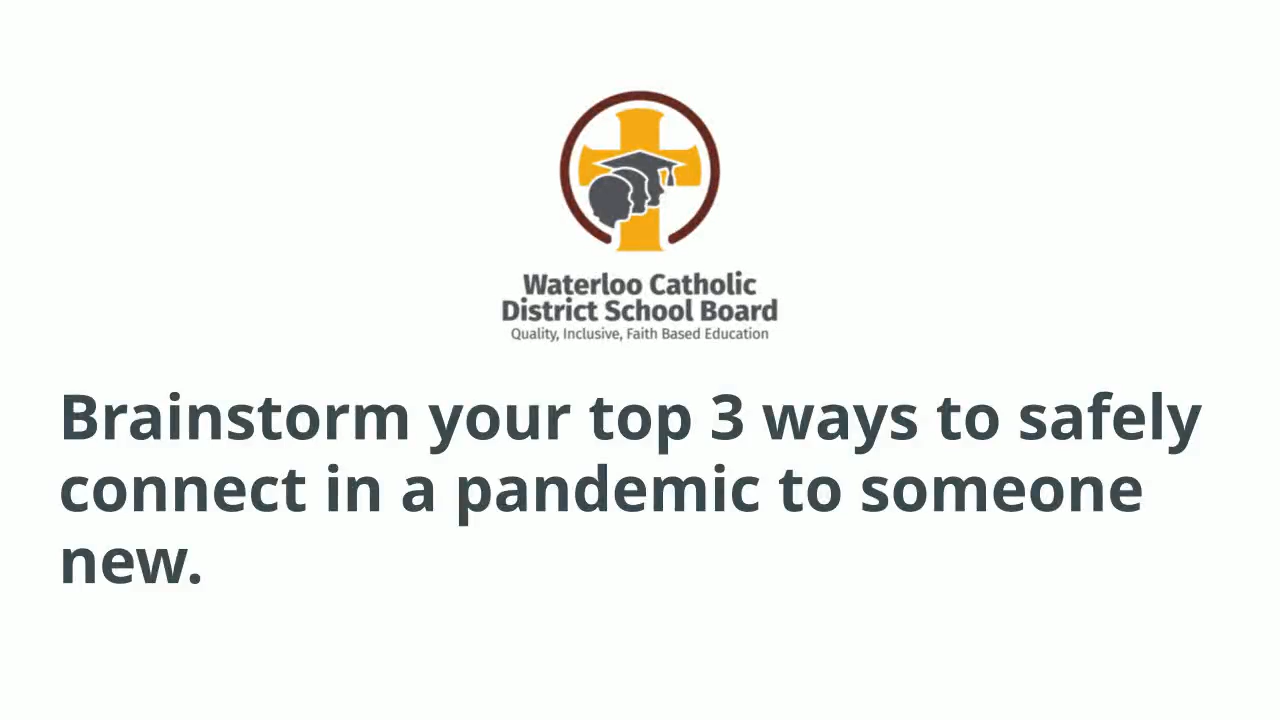 Waterloo Catholic
District School Board
Quality, Inclusive, Faith Based Education
Brainstorm your top 3 ways to safely
connect in a pandemic to someone
new.